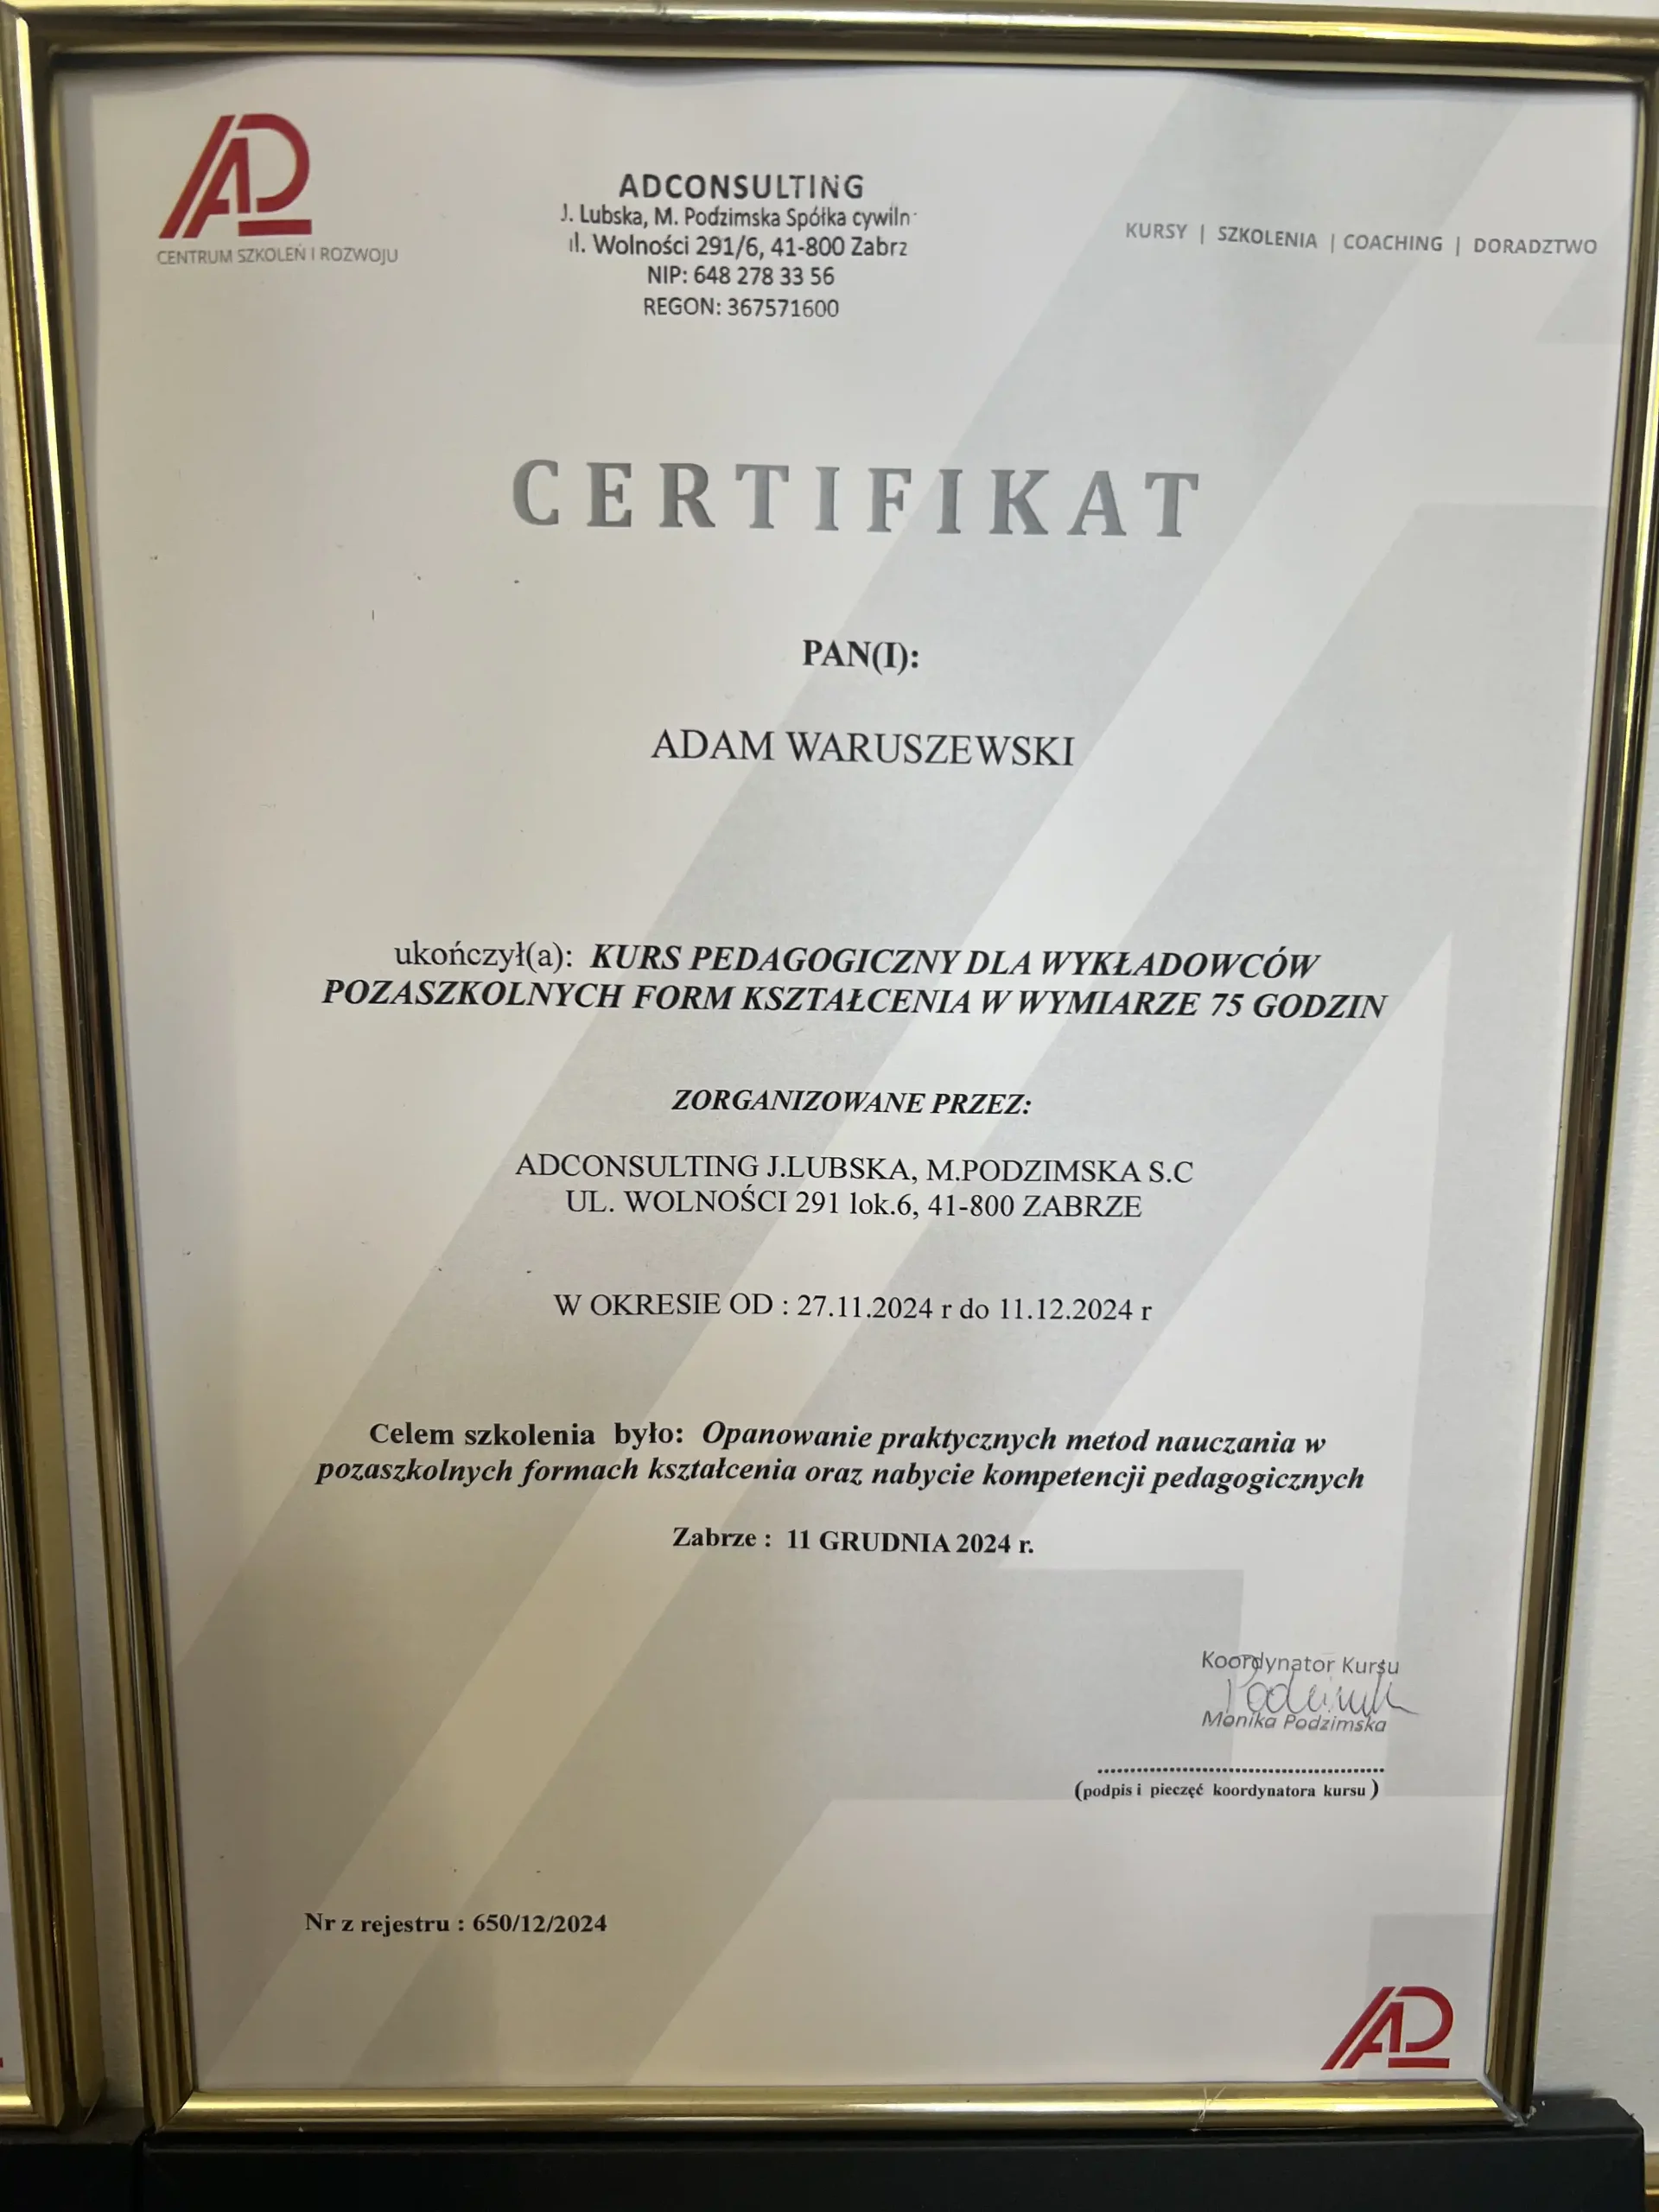 AD
CENTRUM SZKOLEŃ I ROZWOJU
ADCONSULTING
J. Lubska, M. Podzimska Spółka cywiln
ul. Wolności 291/6, 41-800 Zabrz
NIP: 648 278 33 56
REGON: 367571600
KURSY | SZKOLENIA | COACHING | DORADZTWO
CERTIFIKAT
PAN(I):
ADAM WARUSZEWSKI
ukończył(a): KURS PEDAGOGICZNY DLA WYKŁADOWCÓW
POZASZKOLNYCH FORM KSZTAŁCENIA W WYMIARZE 75 GODZIN
ZORGANIZOWANE PRZEZ:
ADCONSULTING J.LUBSKA, M.PODZIMSKA S.C
UL. WOLNOŚCI 291 lok.6, 41-800 ZABRZE
W OKRESIE OD : 27.11.2024 r do 11.12.2024 r
Celem szkolenia było: Opanowanie praktycznych metod nauczania w
pozaszkolnych formach kształcenia oraz nabycie kompetencji pedagogicznych
Zabrze : 11 GRUDNIA 2024 r.
Koordynator Kursu
Monika Podzimska
(podpis i pieczęć koordynatora kursu )
Nr z rejestru : 650/12/2024
AD